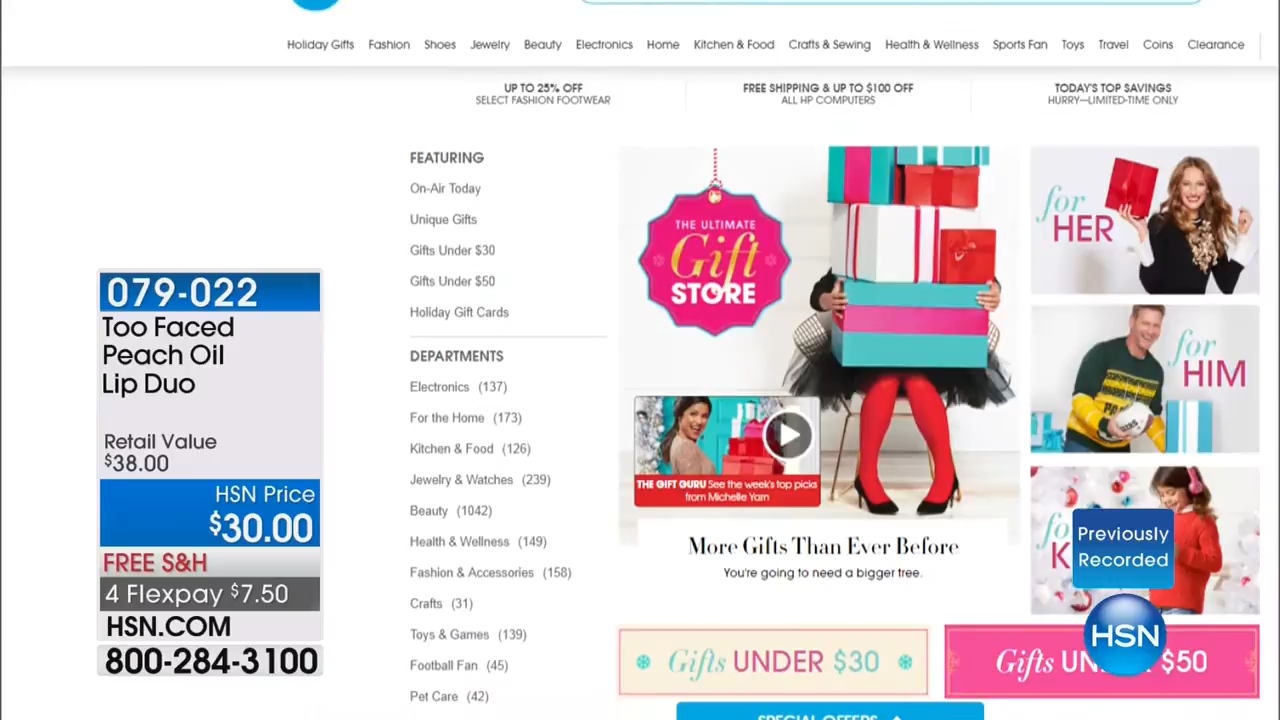 Holiday Gifts Fashion Shoes Jewelry Beauty Electronics Home Kitchen & Food Crafts & Sewing Health & Wellness Sports Fan Toys Travel Coins Clearance
UP TO 25% OFF
SELECT FASHION FOOTWEAR
FREE SHIPPING & UP TO $100 OFF
ALL HP COMPUTERS
TODAY'S TOP SAVINGS
HURRY—LIMITED-TIME ONLY
079-022
Too Faced
Peach Oil
Lip Duo
Retail Value
$38.00
HSN Price
$30.00
FREE S&H
4 Flexpay $7.50
HSN.COM
800-284-3100
FEATURING
On-Air Today
Unique Gifts
Gifts Under $30
Gifts Under $50
Holiday Gift Cards
DEPARTMENTS
Electronics (137)
For the Home (173)
Kitchen & Food (126)
Jewelry & Watches (239)
Beauty (1042)
Health & Wellness (149)
Fashion & Accessories (158)
Crafts (31)
Toys & Games (139)
Football Fan (45)
Pet Care (42)
THE ULTIMATE
Gift
STORE
THE GIFT GURU See the week's top picks
from Michelle Yarn
More Gifts Than Ever Before
You're going to need a bigger tree.
for
HER
for
HIM
fo
K
Previously
Recorded
HSN
Gifts UNDER $30
Gifts UN $50
SPECIAL OFFERS